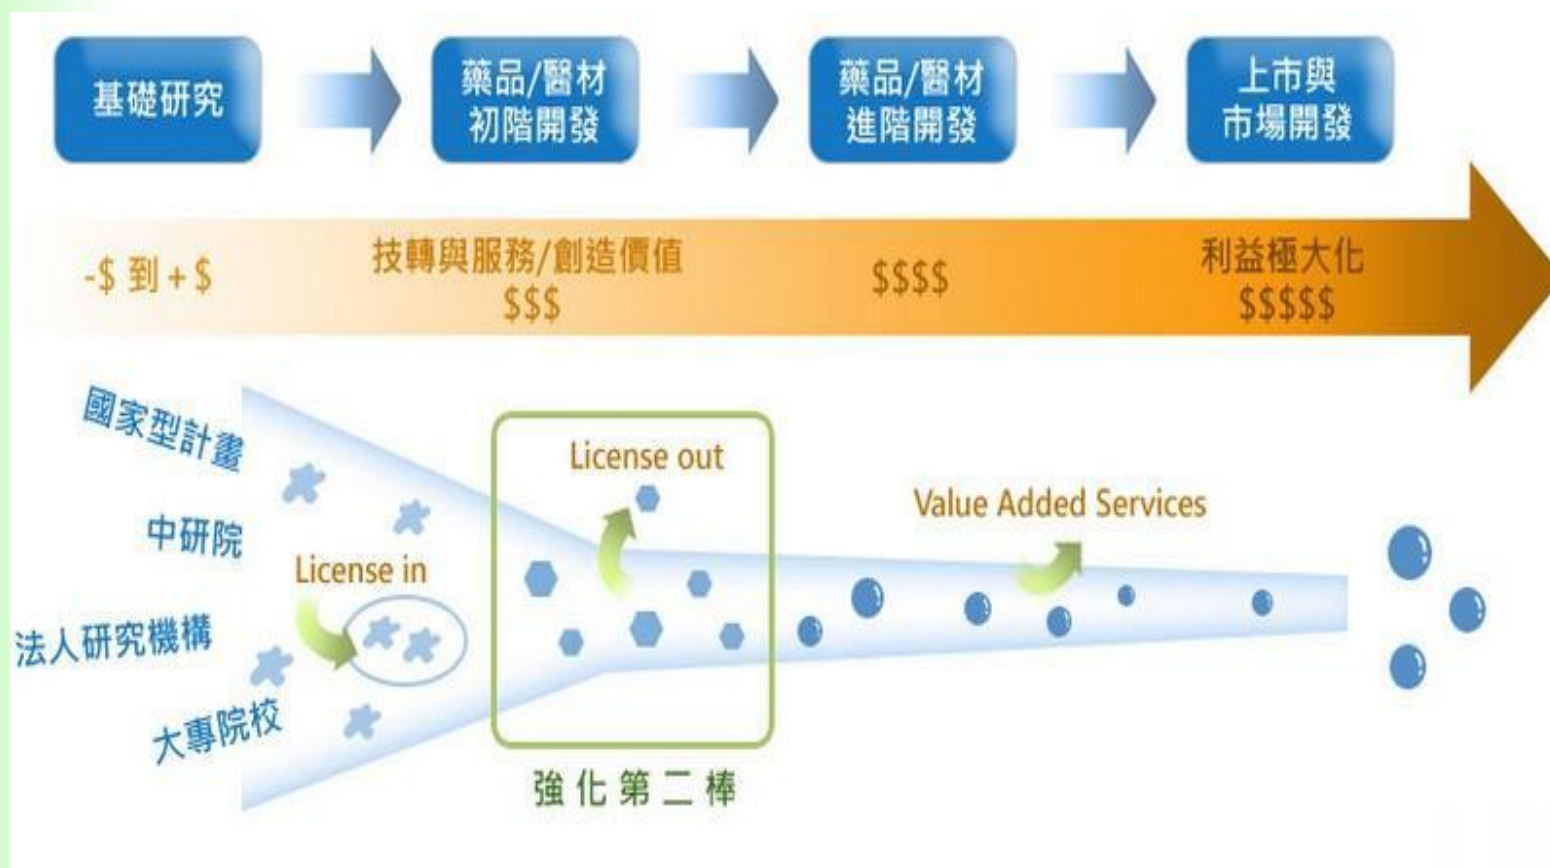 基礎研究
藥品/醫材
初階開發
藥品/醫材
進階開發
上市與
市場開發
-$ 到 + $
技轉與服務/創造價值
$$$
$$$$
利益極大化
$$$$$
國家型計畫
中研院
法人研究機構
大專院校
License in
License out
Value Added Services
強化第二棒